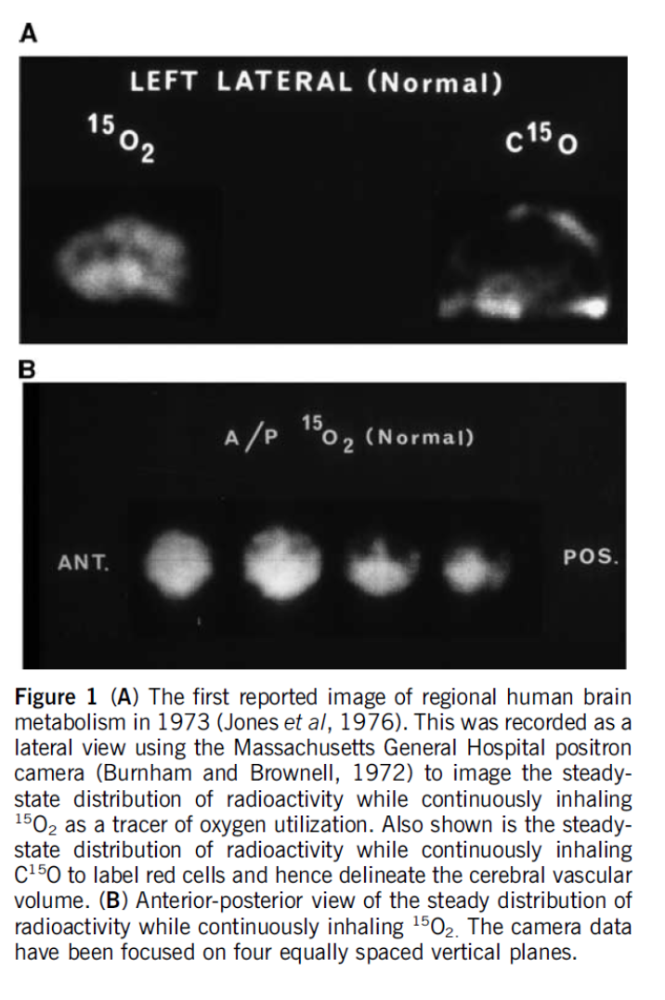 A
LEFT LATERAL (Normal)
¹⁵O₂
C¹⁵O
B
A/P ¹⁵O₂ (Normal)
ANT.
POS.
Figure 1 (A) The first reported image of regional human brain
metabolism in 1973 (Jones et al, 1976). This was recorded as a
lateral view using the Massachusetts General Hospital positron
camera (Burnham and Brownell, 1972) to image the steady-
state distribution of radioactivity while continuously inhaling
¹⁵O₂ as a tracer of oxygen utilization. Also shown is the steady-
state distribution of radioactivity while continuously inhaling
C¹⁵O to label red cells and hence delineate the cerebral vascular
volume. (B) Anterior-posterior view of the steady distribution of
radioactivity while continuously inhaling ¹⁵O₂. The camera data
have been focused on four equally spaced vertical planes.